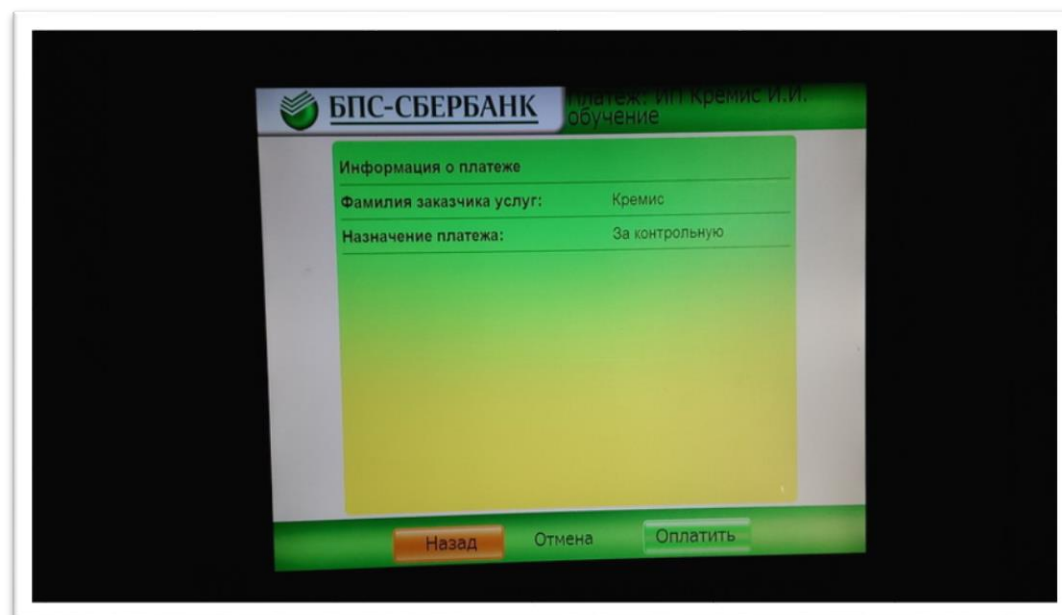 БПС-СБЕРБАНК
Платеж: ИП Кремис И.И.
обучение
Информация о платеже
Фамилия заказчика услуг: Кремис
Назначение платежа: За контрольную
Назад Отмена Оплатить